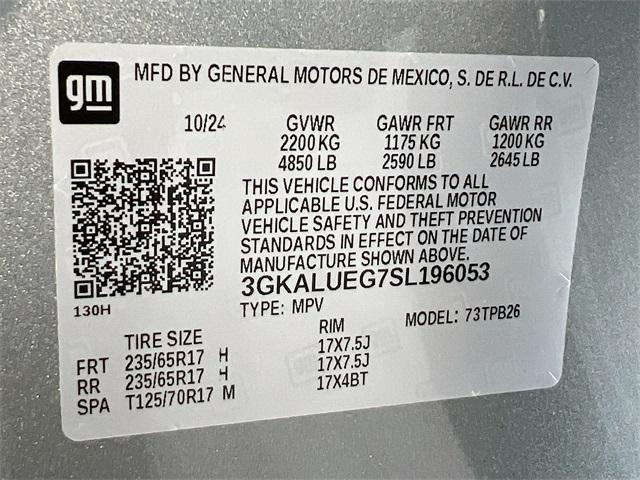 gm
MFD BY GENERAL MOTORS DE MEXICO, S. DE R.L. DE C.V.
10/24 GVWR GAWR FRT GAWR RR
2200 KG 1175 KG 1200 KG
4850 LB 2590 LB 2645 LB
THIS VEHICLE CONFORMS TO ALL
APPLICABLE U.S. FEDERAL MOTOR
VEHICLE SAFETY AND THEFT PREVENTION
STANDARDS IN EFFECT ON THE DATE OF
MANUFACTURE SHOWN ABOVE.
3GKALUEG7SL196053
130H
TYPE: MPV MODEL: 73TPB26
TIRE SIZE RIM
FRT 235/65R17 H 17X7.5J
RR 235/65R17 H 17X7.5J
SPA T125/70R17 M 17X4BT